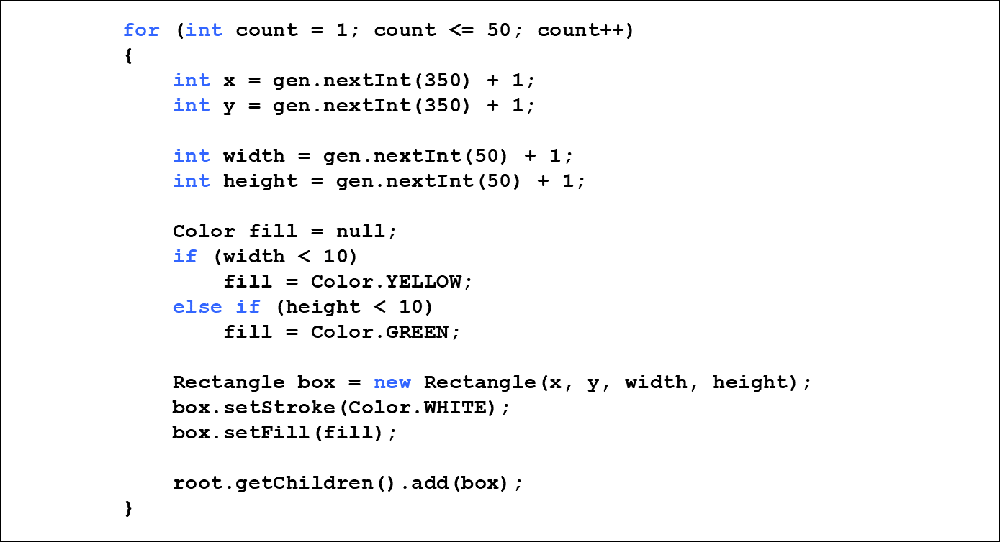 for (int count = 1; count <= 50; count++)
{
    int x = gen.nextInt(350) + 1;
    int y = gen.nextInt(350) + 1;

    int width = gen.nextInt(50) + 1;
    int height = gen.nextInt(50) + 1;

    Color fill = null;
    if (width < 10)
        fill = Color.YELLOW;
    else if (height < 10)
        fill = Color.GREEN;

    Rectangle box = new Rectangle(x, y, width, height);
    box.setStroke(Color.WHITE);
    box.setFill(fill);

    root.getChildren().add(box);
}